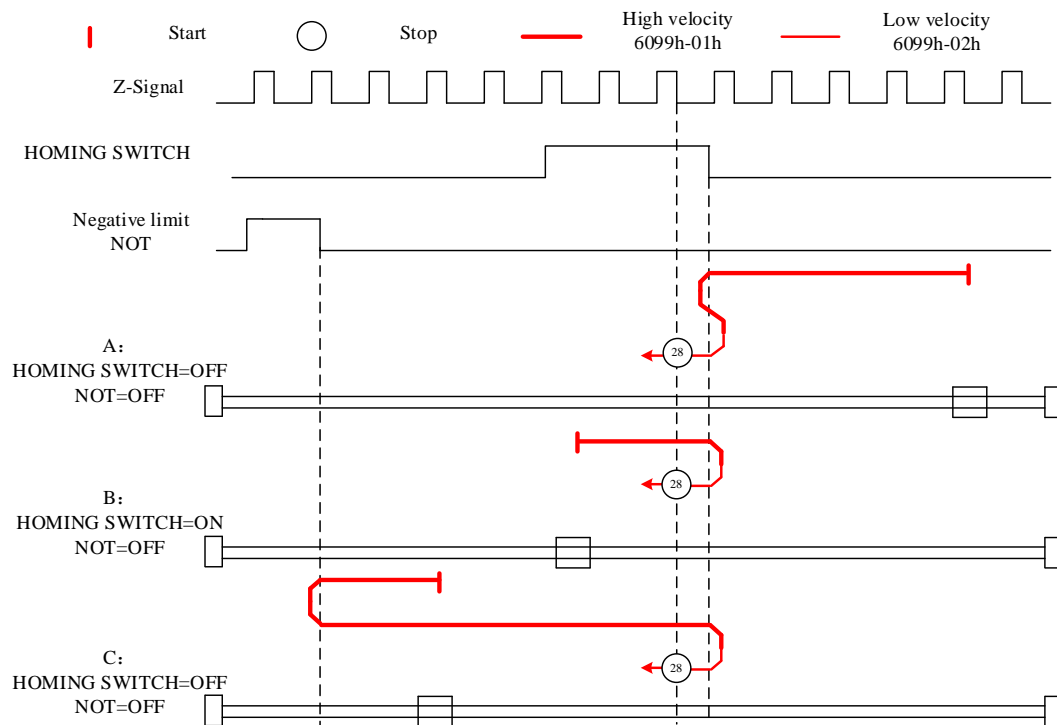 Start
Stop
High velocity
6099h-01h
Low velocity
6099h-02h
Z-Signal
HOMING SWITCH
Negative limit
NOT
28
A：
HOMING SWITCH=OFF
NOT=OFF
28
B：
HOMING SWITCH=ON
NOT=OFF
28
C：
HOMING SWITCH=OFF
NOT=OFF